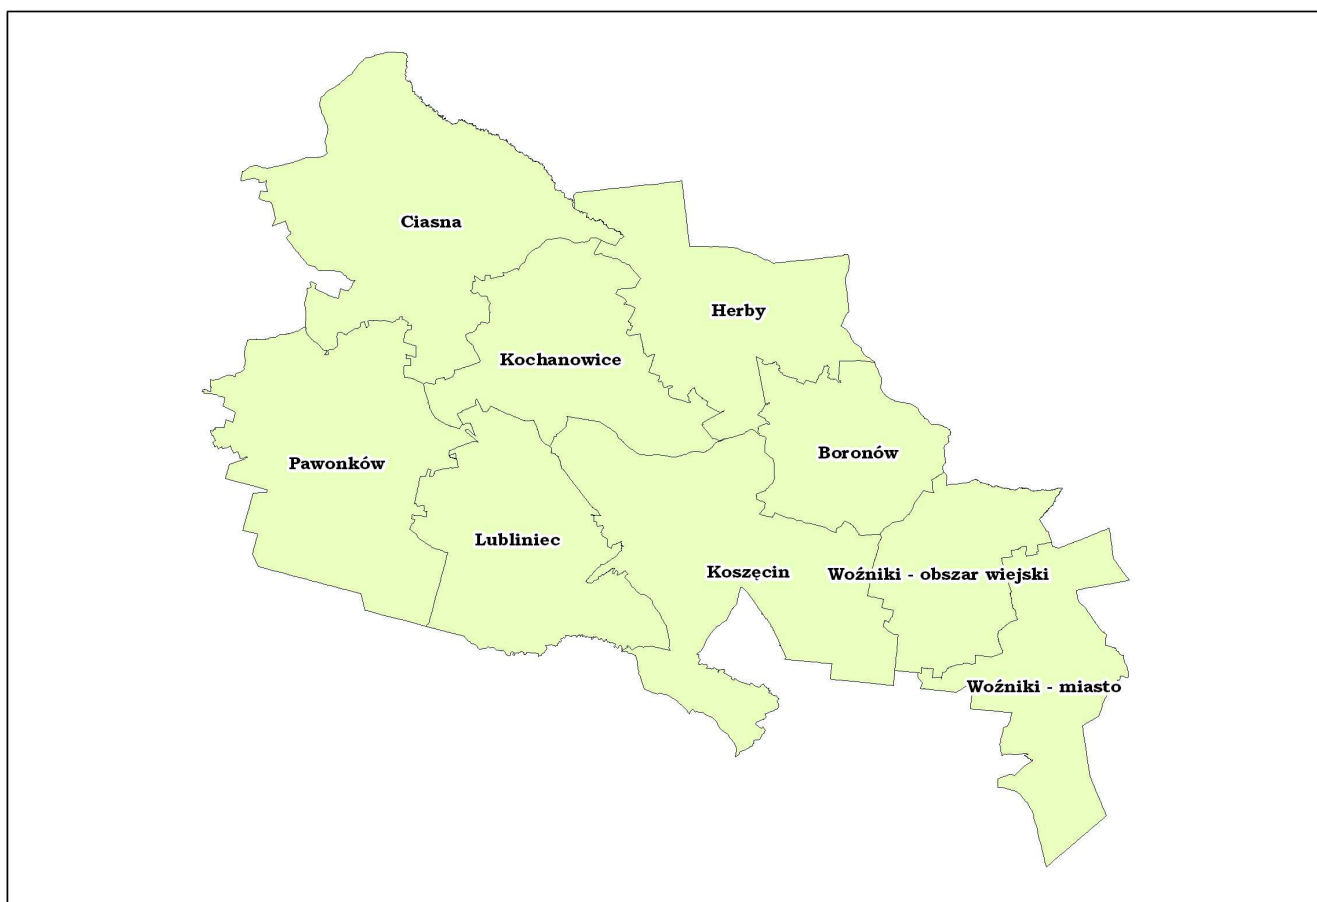 Ciasna
Herby
Kochanowice
Boronów
Pawonków
Lubliniec
Koszęcin
Woźniki - obszar wiejski
Woźniki - miasto